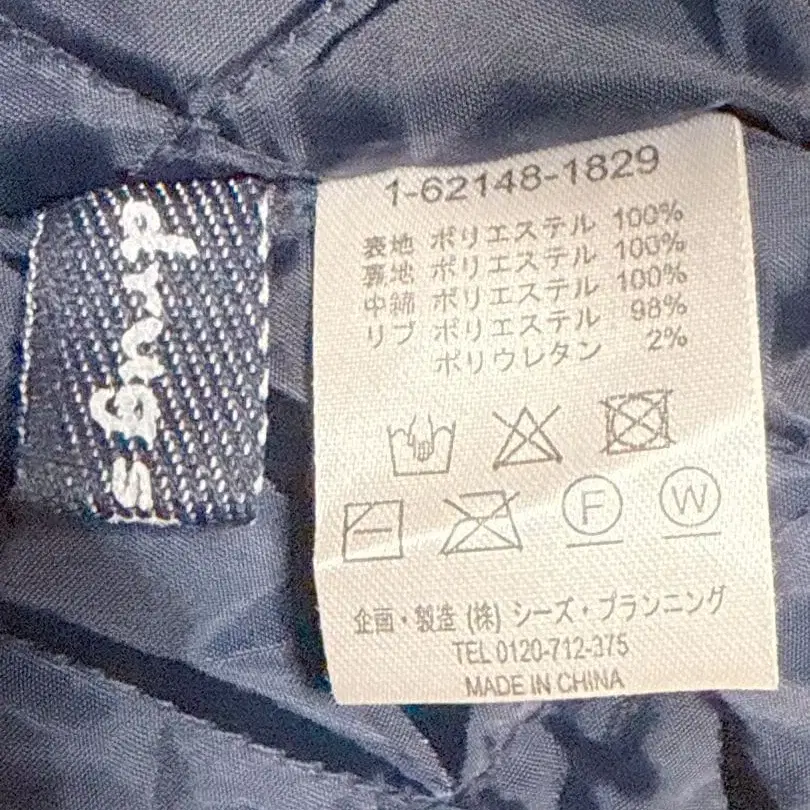 drug s
1-62148-1829
表地 ポリエステル 100%
裏地 ポリエステル 100%
中綿 ポリエステル 100%
リブ ポリエステル 98%
ポリウレタン 2%
F W
企画・製造 (株) シーズ・プランニング
TEL 0120-712-375
MADE IN CHINA